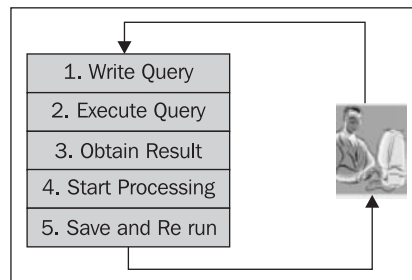 1. Write Query
2. Execute Query
3. Obtain Result
4. Start Processing
5. Save and Re run